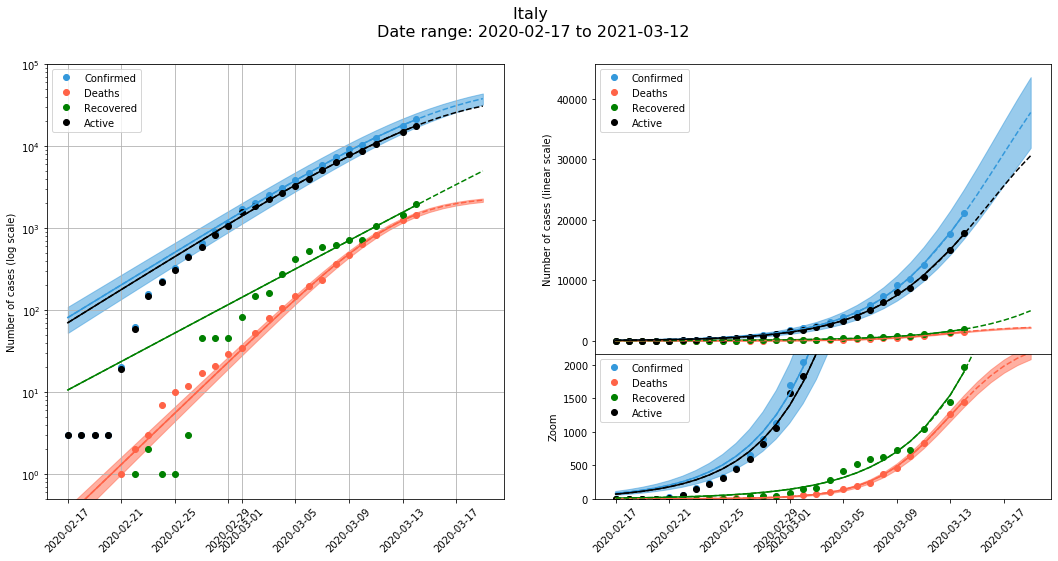 Italy
Date range: 2020-02-17 to 2021-03-12
Number of cases (log scale)
10^5
10^4
10^3
10^2
10^1
10^0
Confirmed
Deaths
Recovered
Active
2020-02-17
2020-02-21
2020-02-25
2020-02-29
2020-03-01
2020-03-05
2020-03-09
2020-03-13
2020-03-17
Number of cases (linear scale)
40000
30000
20000
10000
0
Confirmed
Deaths
Recovered
Active
Zoom
2000
1500
1000
500
0
Confirmed
Deaths
Recovered
Active
2020-02-17
2020-02-21
2020-02-25
2020-02-29
2020-03-01
2020-03-05
2020-03-09
2020-03-13
2020-03-17